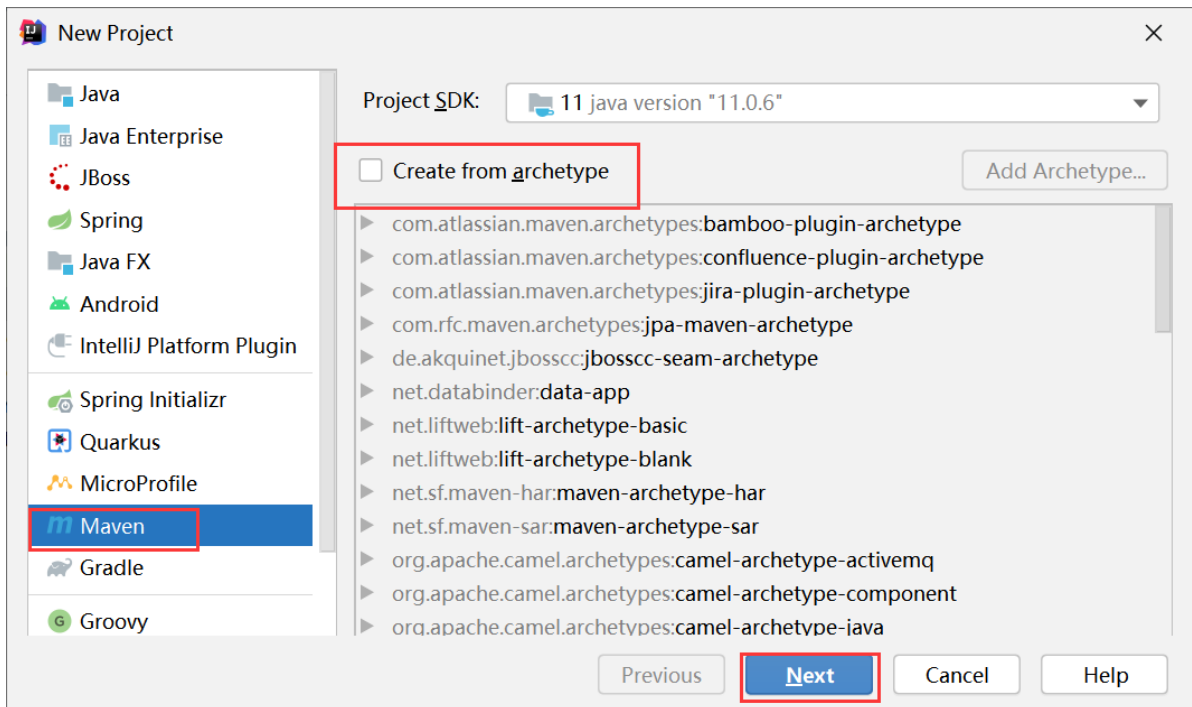 New Project
Java
Java Enterprise
JBoss
Spring
Java FX
Android
IntelliJ Platform Plugin
Spring Initializr
Quarkus
MicroProfile
Maven
Gradle
Groovy
Project SDK:
11 java version "11.0.6"
Create from archetype
Add Archetype...
com.atlassian.maven.archetypes:bamboo-plugin-archetype
com.atlassian.maven.archetypes:confluence-plugin-archetype
com.atlassian.maven.archetypes:jira-plugin-archetype
com.rfc.maven.archetypes:jpa-maven-archetype
de.akquinet.jbosscc:jbosscc-seam-archetype
net.databinder:data-app
net.liftweb:lift-archetype-basic
net.liftweb:lift-archetype-blank
net.sf.maven-har:maven-archetype-har
net.sf.maven-sar:maven-archetype-sar
org.apache.camel.archetypes:camel-archetype-activemq
org.apache.camel.archetypes:camel-archetype-component
org.apache.camel.archetypes:camel-archetype-java
Previous
Next
Cancel
Help